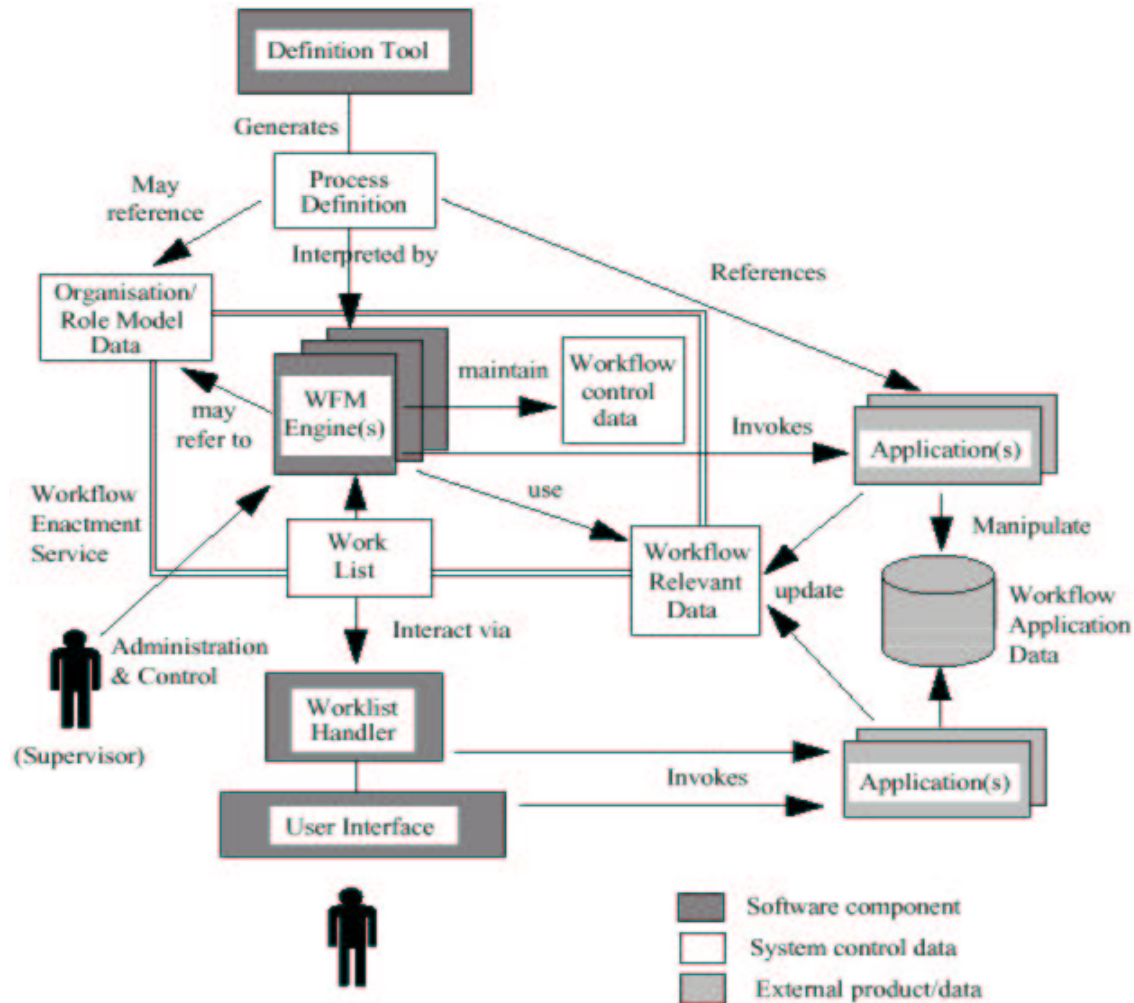 Definition Tool
Generates
Process
Definition
May
reference
Interpreted by
References
Organisation/
Role Model
Data
WFM
Engine(s)
maintain
Workflow
control
data
may
refer to
Invokes
Application(s)
use
Workflow
Enactment
Service
Work
List
Workflow
Relevant
Data
Manipulate
update
Workflow
Application
Data
Interact via
Administration
& Control
(Supervisor)
Worklist
Handler
Invokes
Application(s)
User Interface
Software component
System control data
External product/data